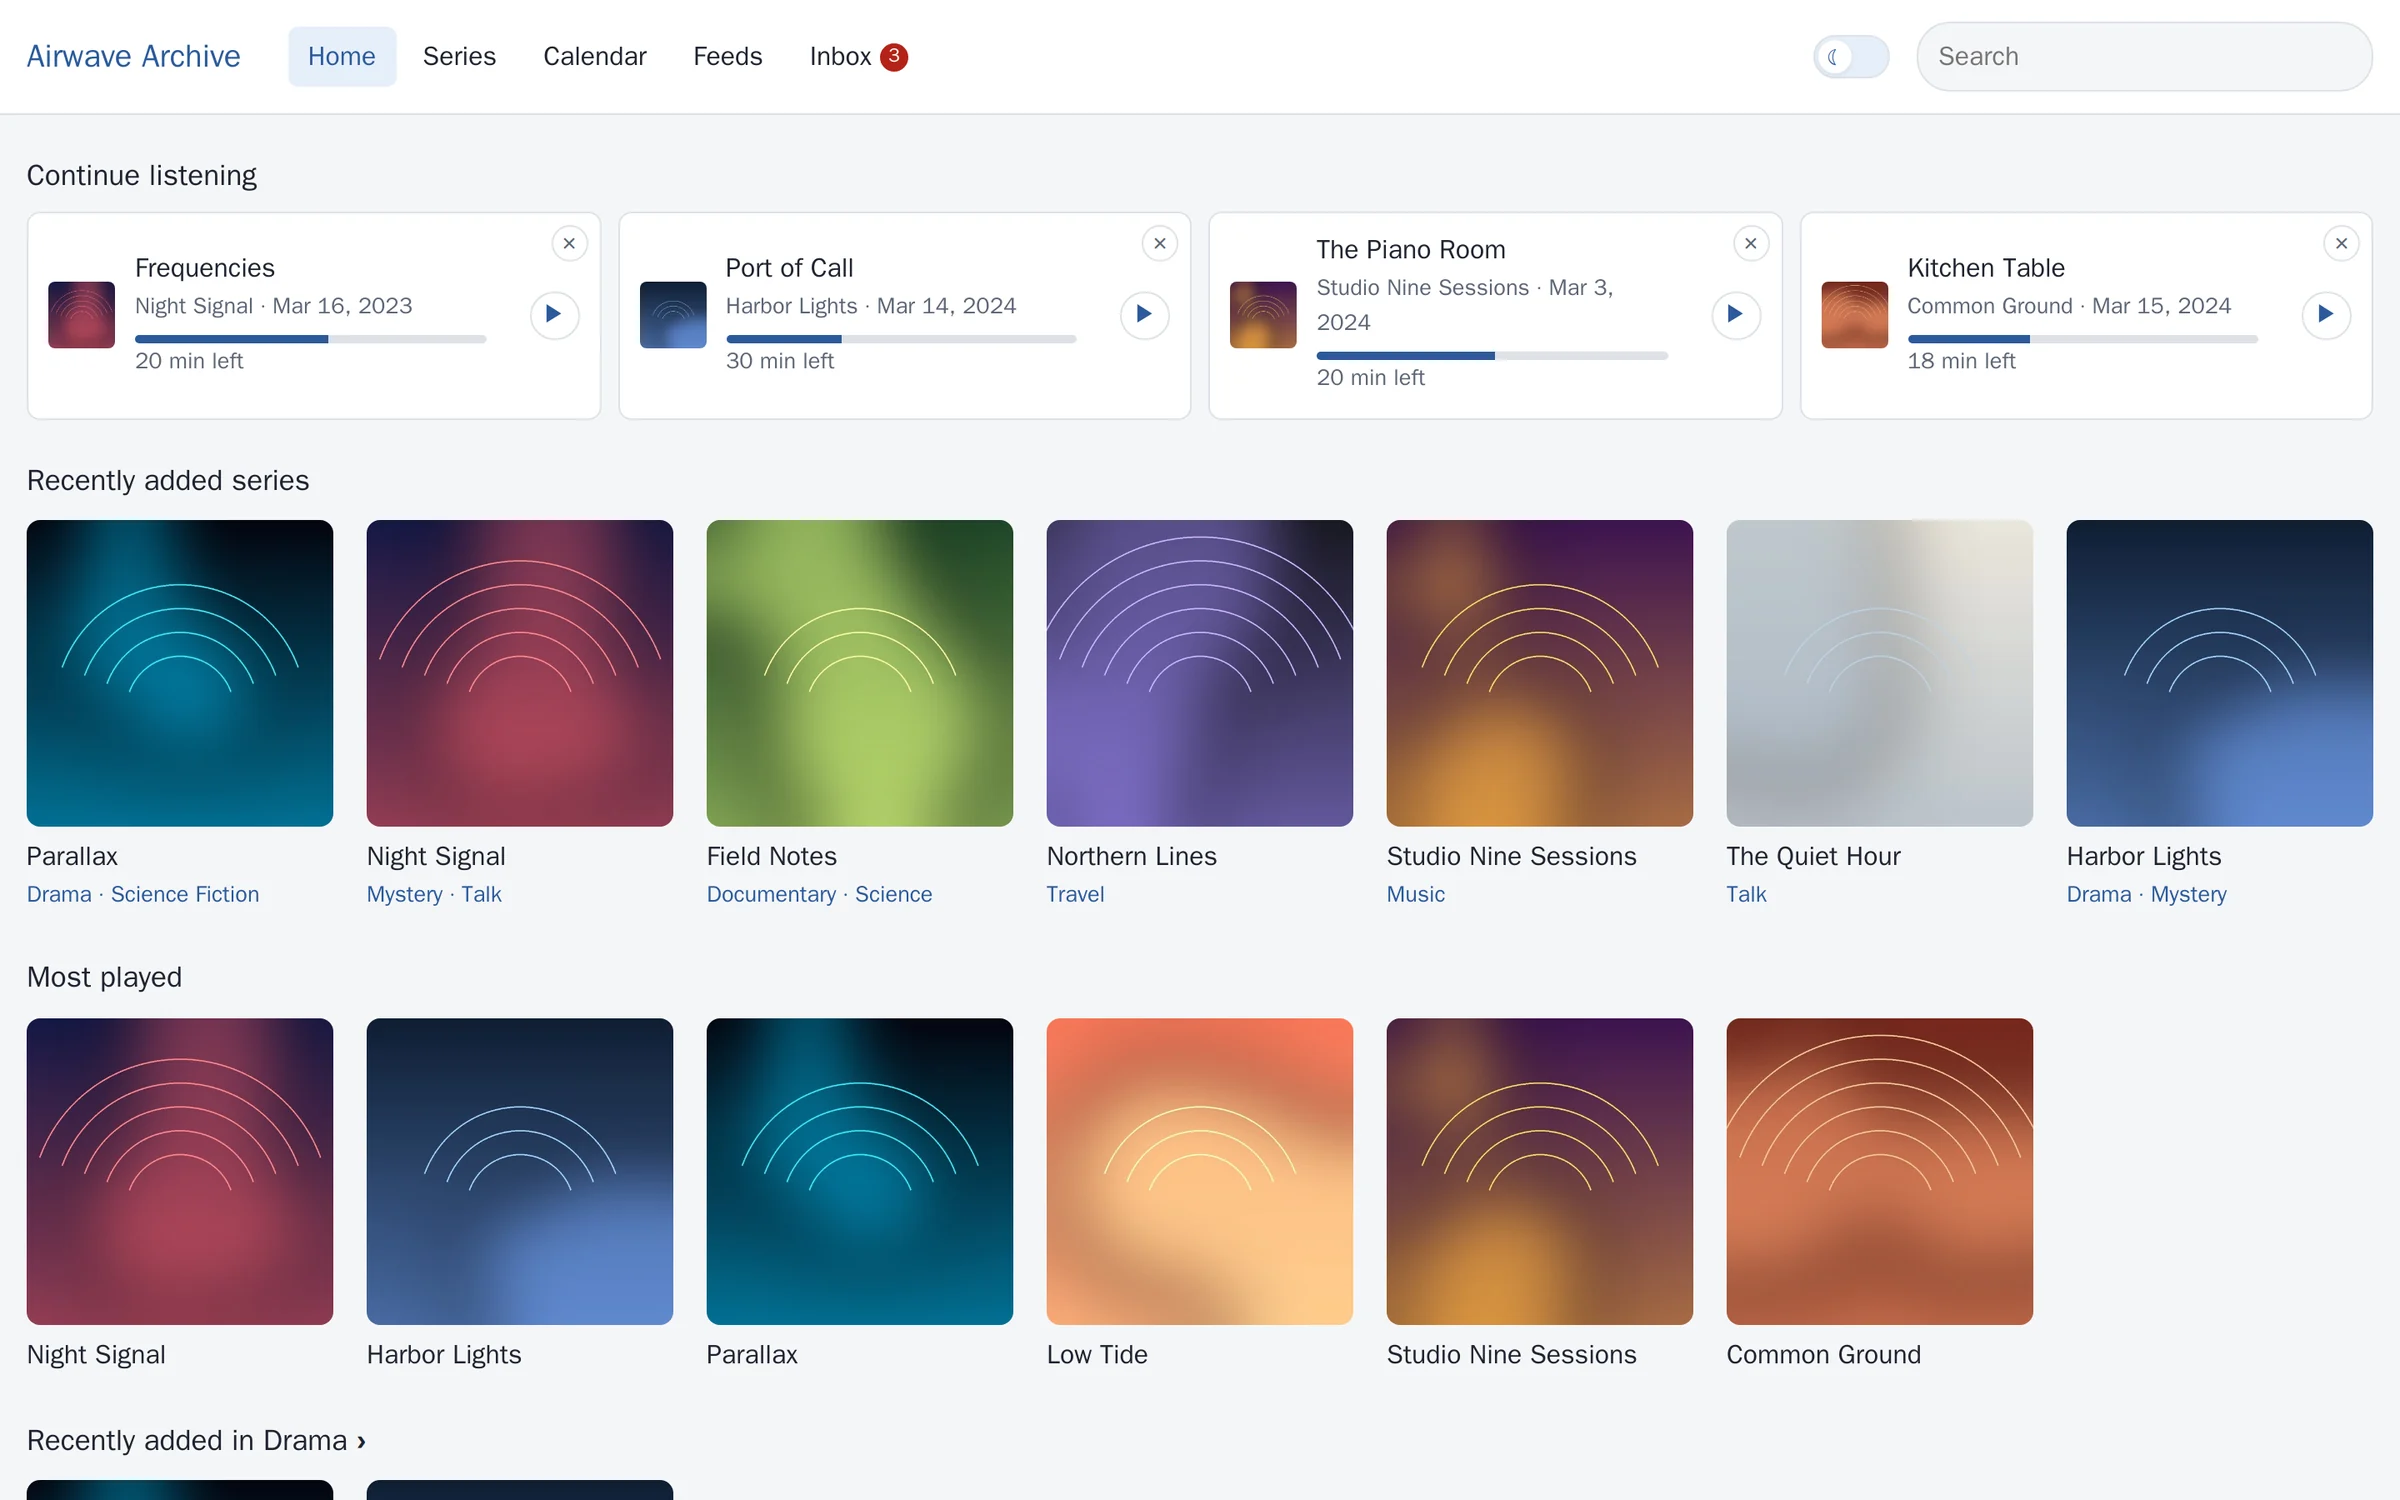 Airwave Archive
Home
Series
Calendar
Feeds
Inbox 3
Search
Continue listening
Frequencies
Night Signal · Mar 16, 2023
20 min left
Port of Call
Harbor Lights · Mar 14, 2024
30 min left
The Piano Room
Studio Nine Sessions · Mar 3,
2024
20 min left
Kitchen Table
Common Ground · Mar 15, 2024
18 min left
Recently added series
Parallax
Drama · Science Fiction
Night Signal
Mystery · Talk
Field Notes
Documentary · Science
Northern Lines
Travel
Studio Nine Sessions
Music
The Quiet Hour
Talk
Harbor Lights
Drama · Mystery
Most played
Night Signal
Harbor Lights
Parallax
Low Tide
Studio Nine Sessions
Common Ground
Recently added in Drama ›